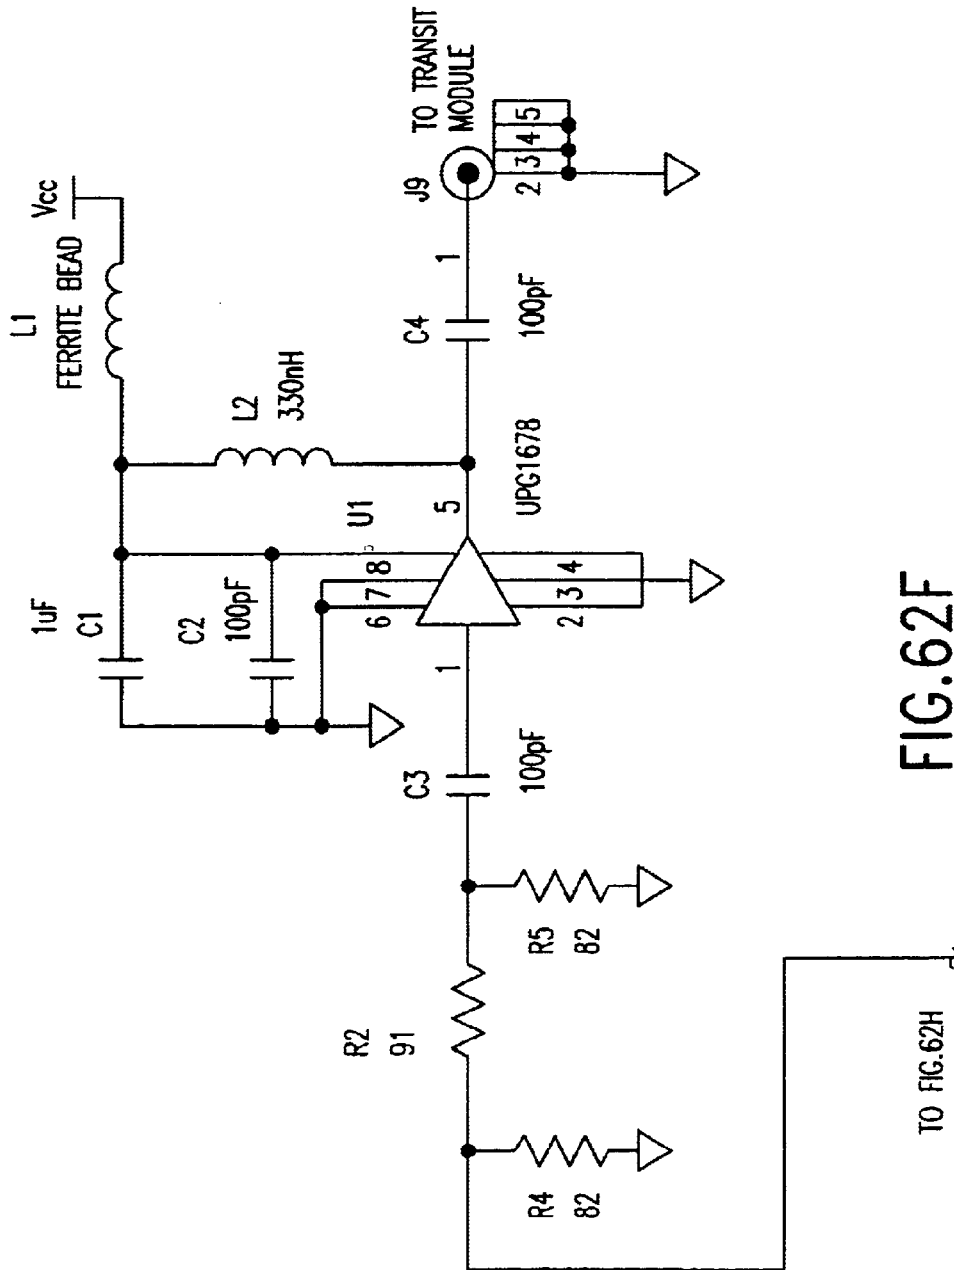 L1
FERRITE BEAD
Vcc
1uF
C1
C2
100pF
L2
330nH
TO TRANSIT
MODULE
J9
2 3 4 5
U1
6 7 8
1
5
2 3 4
UPG1678
C3
100pF
C4
100pF
1
R2
91
R4
82
R5
82
TO FIG.62H
FIG.62F